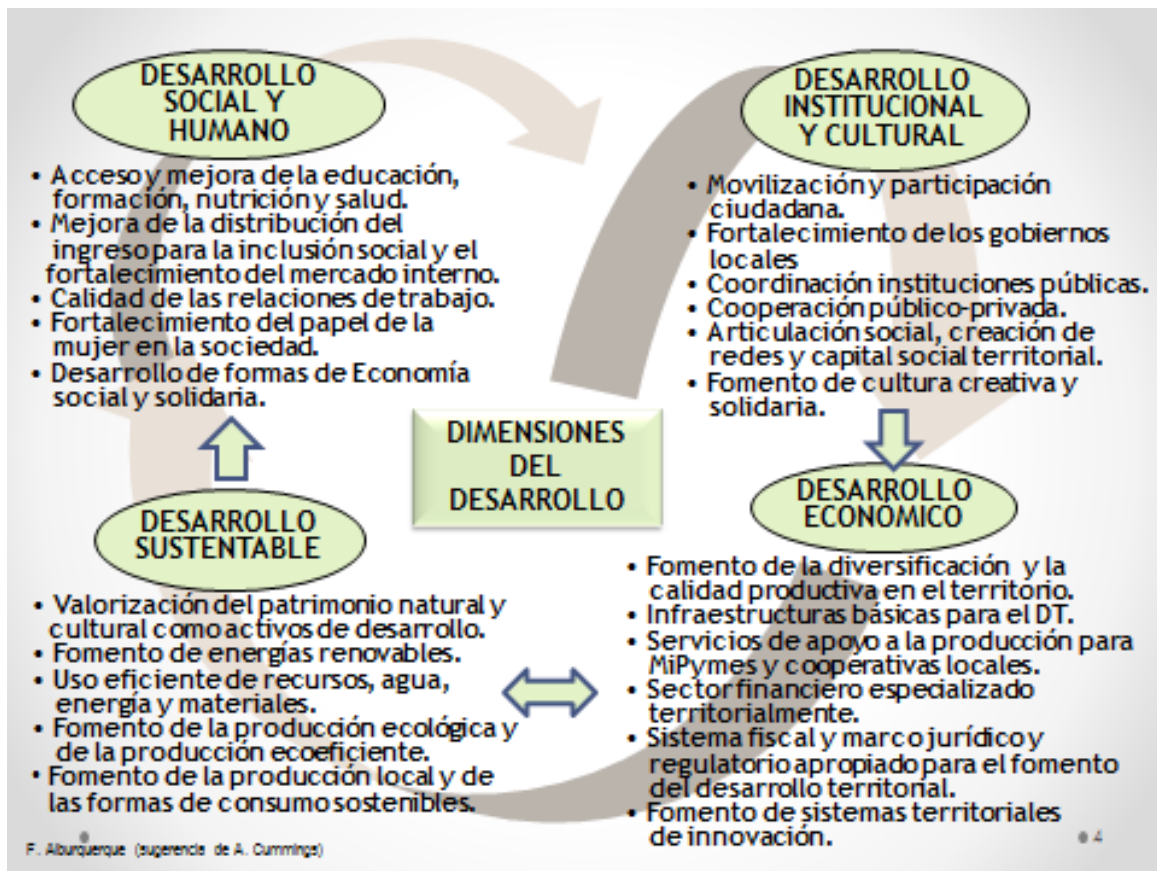 DESARROLLO
SOCIAL Y
HUMANO
• Acceso y mejora de la educación,
formación, nutrición y salud.
• Mejora de la distribución del
ingreso para la inclusión social y el
fortalecimiento del mercado interno.
• Calidad de las relaciones de trabajo.
• Fortalecimiento del papel de la
mujer en la sociedad.
• Desarrollo de formas de Economía
social y solidaria.
DESARROLLO
INSTITUCIONAL
Y CULTURAL
• Movilización y participación
ciudadana.
• Fortalecimiento de los gobiernos
locales
• Coordinación instituciones públicas.
• Cooperación público-privada.
• Articulación social, creación de
redes y capital social territorial.
• Fomento de cultura creativa y
solidaria.
DIMENSIONES
DEL
DESARROLLO
DESARROLLO
SUSTENTABLE
• Valorización del patrimonio natural y
cultural como activos de desarrollo.
• Fomento de energías renovables.
• Uso eficiente de recursos, agua,
energía y materiales.
• Fomento de la producción ecológica y
de la producción ecoeficiente.
• Fomento de la producción local y de
las formas de consumo sostenibles.
DESARROLLO
ECONÓMICO
• Fomento de la diversificación y la
calidad productiva en el territorio.
• Infraestructuras básicas para el DT.
• Servicios de apoyo a la producción para
MiPymes y cooperativas locales.
• Sector financiero especializado
territorialmente.
• Sistema fiscal y marco jurídico y
regulatorio apropiado para el fomento
del desarrollo territorial.
• Fomento de sistemas territoriales
de innovación.
F. Alburquerque (sugerencia de A. Cummings)
4